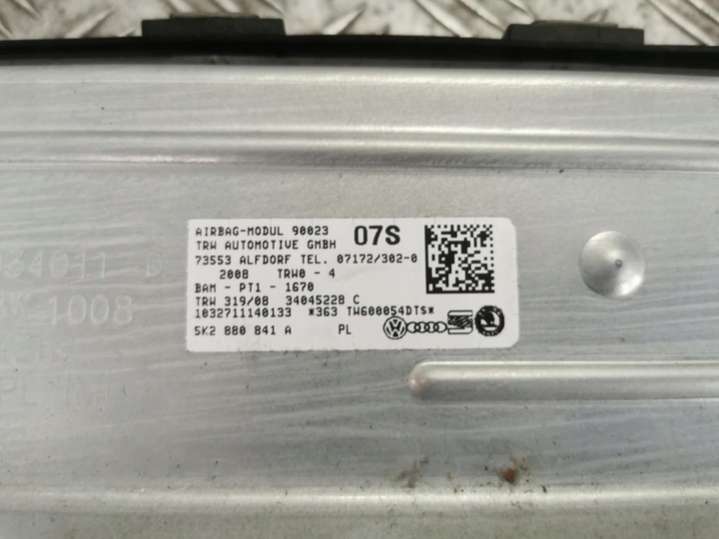 AIRBAG-MODUL 90023
TRW AUTOMOTIVE GMBH
07S
73553 ALFDORF TEL. 07172/302-0
2008 TRW0 - 4
BAM - PT1 - 1670
TRW 319/08 34045228 C
1032711140133 *363 TW600054DTS*
5K2 880 841 A PL
1008